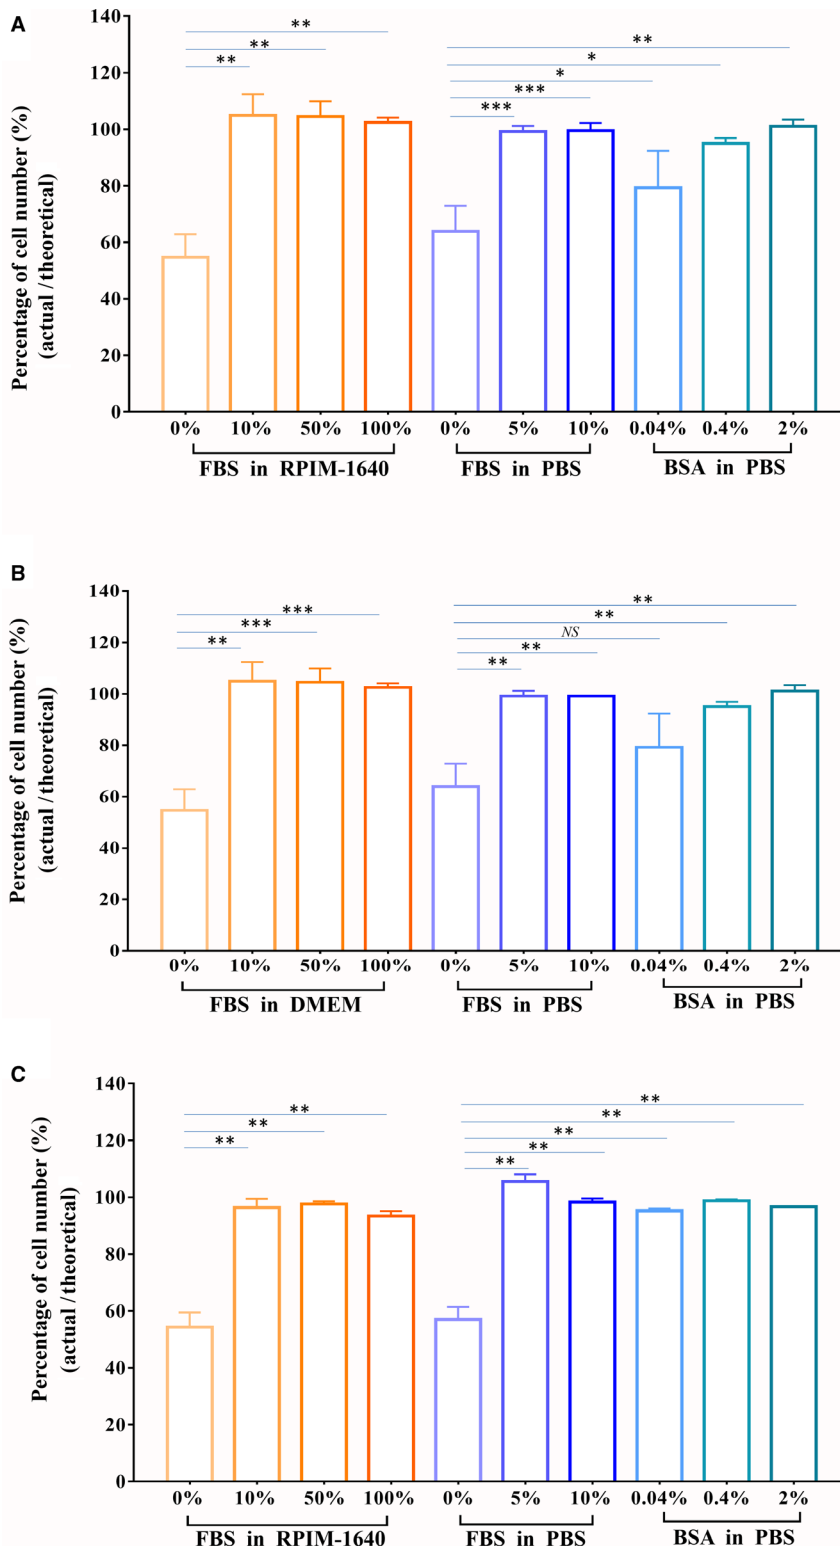 A
Percentage of cell number (%)
(actual /theoretical)
140
120
100
80
60
40
20
0
** ** **
*** *** * * **
0% 10% 50% 100% 0% 5% 10% 0.04% 0.4% 2%
FBS in RPIM-1640 FBS in PBS BSA in PBS
B
Percentage of cell number (%)
(actual /theoretical)
140
120
100
80
60
40
20
0
** *** ***
** ** NS ** **
0% 10% 50% 100% 0% 5% 10% 0.04% 0.4% 2%
FBS in DMEM FBS in PBS BSA in PBS
C
Percentage of cell number (%)
(actual /theoretical)
140
120
100
80
60
40
20
0
** ** **
** ** ** ** **
0% 10% 50% 100% 0% 5% 10% 0.04% 0.4% 2%
FBS in RPIM-1640 FBS in PBS BSA in PBS